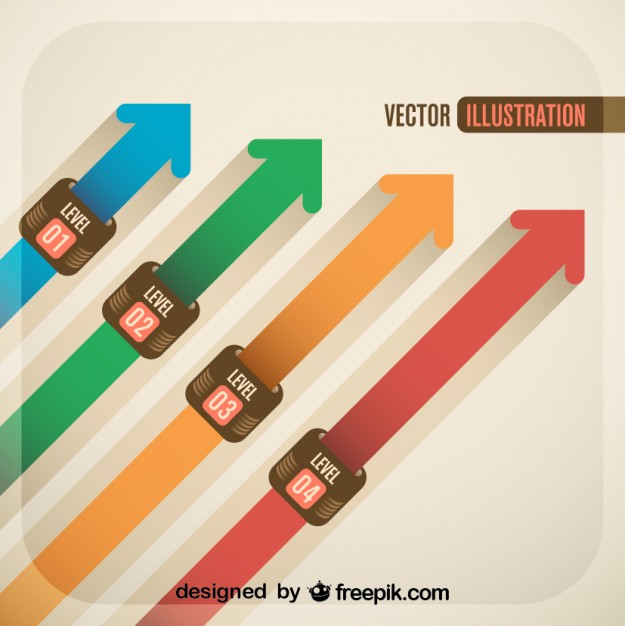 VECTOR ILLUSTRATION
LEVEL
01
LEVEL
02
LEVEL
03
LEVEL
04
designed by freepik.com